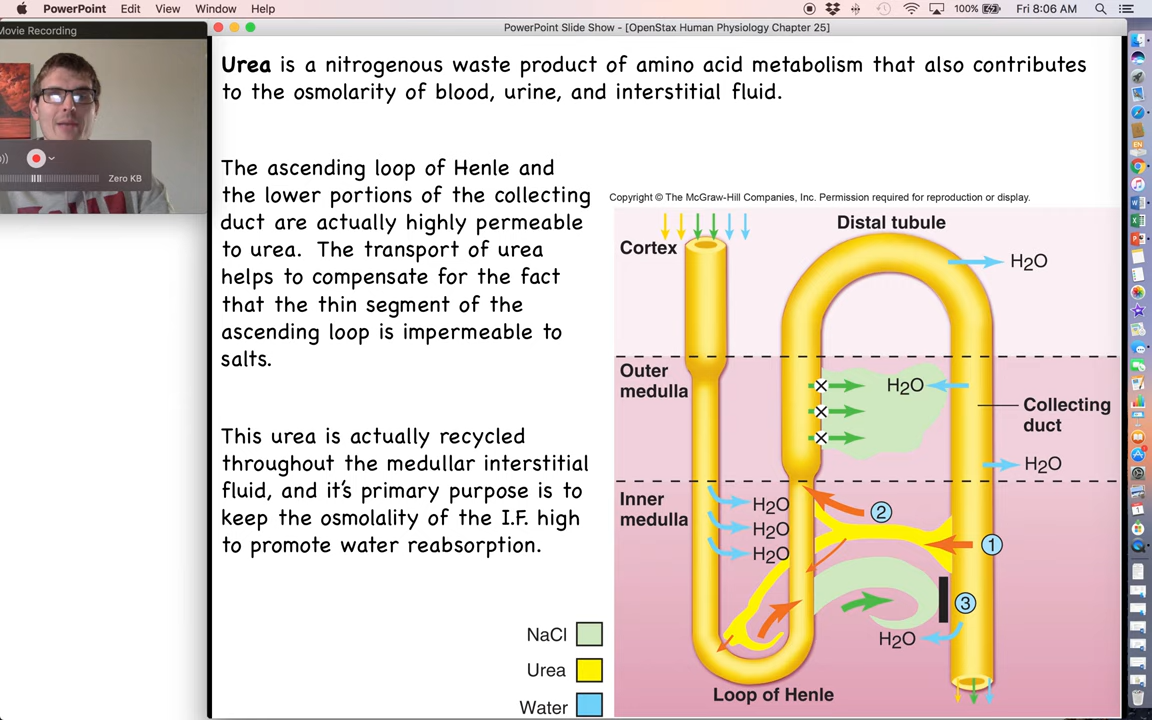 PowerPoint Edit View Window Help
100% Fri 8:06 AM
Movie Recording
PowerPoint Slide Show - [OpenStax Human Physiology Chapter 25]
Zero KB
Urea is a nitrogenous waste product of amino acid metabolism that also contributes
to the osmolarity of blood, urine, and interstitial fluid.
The ascending loop of Henle and
the lower portions of the collecting
duct are actually highly permeable
to urea. The transport of urea
helps to compensate for the fact
that the thin segment of the
ascending loop is impermeable to
salts.
This urea is actually recycled
throughout the medullar interstitial
fluid, and it's primary purpose is to
keep the osmolality of the I.F. high
to promote water reabsorption.
Copyright © The McGraw-Hill Companies, Inc. Permission required for reproduction or display.
Distal tubule
Cortex
H2O
Outer
medulla
H2O
Collecting
duct
H2O
Inner
medulla
H2O
H2O
H2O
2
1
3
H2O
Loop of Henle
NaCl
Urea
Water